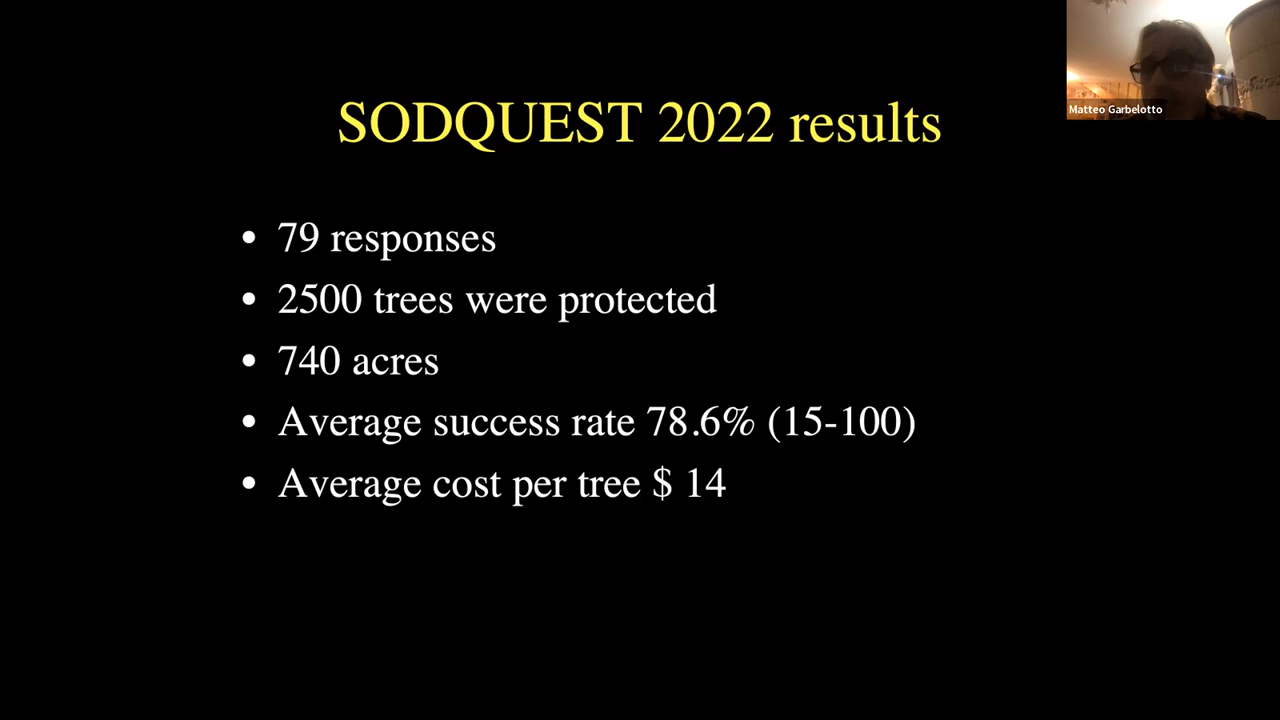 SODQUEST 2022 results
• 79 responses
• 2500 trees were protected
• 740 acres
• Average success rate 78.6% (15-100)
• Average cost per tree $ 14
Matteo Garbelotto